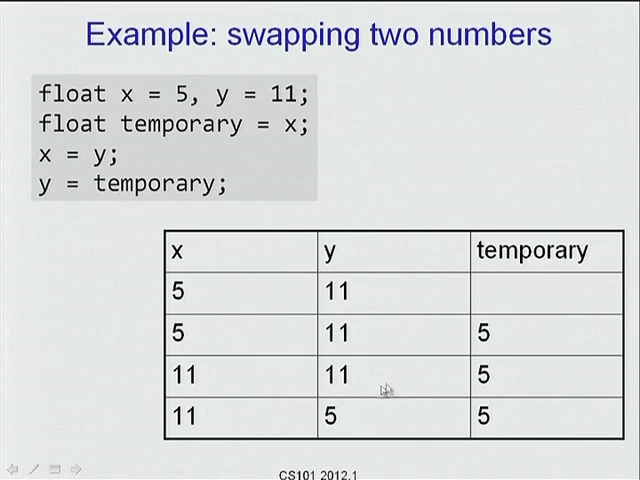 Example: swapping two numbers
float x = 5, y = 11;
float temporary = x;
x = y;
y = temporary;
x y temporary
5 11
5 11 5
11 11 5
11 5 5
CS101 2012.1